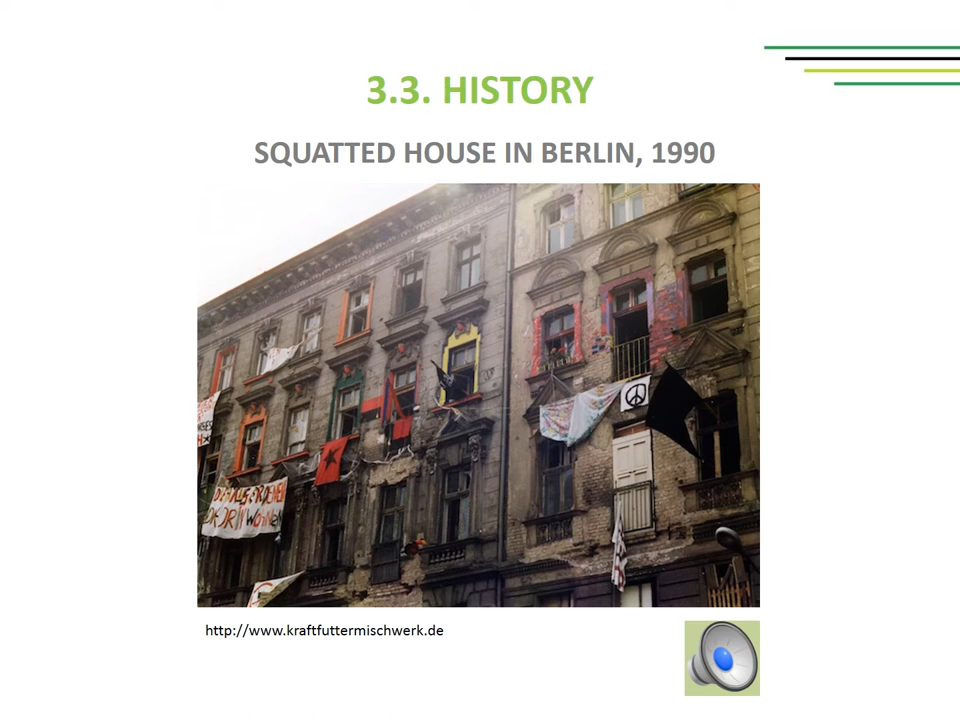 3.3. HISTORY
SQUATTED HOUSE IN BERLIN, 1990
http://www.kraftfuttermischwerk.de